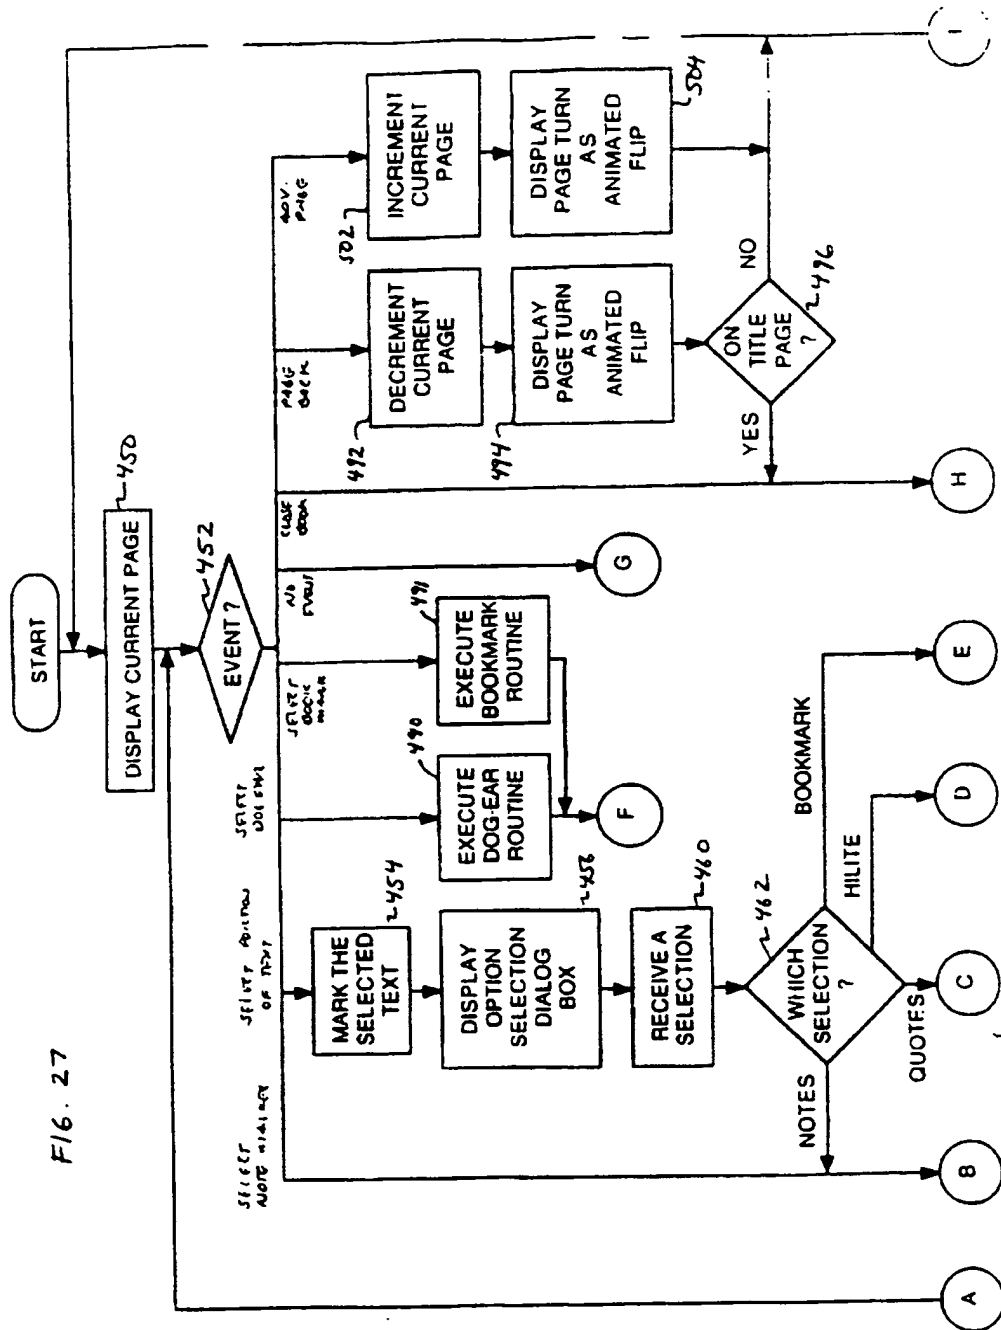 FIG. 27
START
DISPLAY CURRENT PAGE
450
EVENT ?
452
SELECT
NOTE MARKER
SELECT PORTION
OF TEXT
SELECT
DOG EAR
SELECT
BOOK
MARK
NO
EVENT
CLOSE
BOOK
PAGE
BACK
ADV.
PAGE
MARK THE
SELECTED
TEXT
454
DISPLAY
OPTION
SELECTION
DIALOG
BOX
458
RECEIVE A
SELECTION
460
WHICH
SELECTION
?
462
NOTES
QUOTES
HILITE
BOOKMARK
490
EXECUTE
DOG-EAR
ROUTINE
491
EXECUTE
BOOKMARK
ROUTINE
F
G
492
DECREMENT
CURRENT
PAGE
494
DISPLAY
PAGE TURN
AS
ANIMATED
FLIP
ON
TITLE
PAGE
?
496
YES
NO
502
INCREMENT
CURRENT
PAGE
DISPLAY
PAGE TURN
AS
ANIMATED
FLIP
504
A
B
C
D
E
H
I